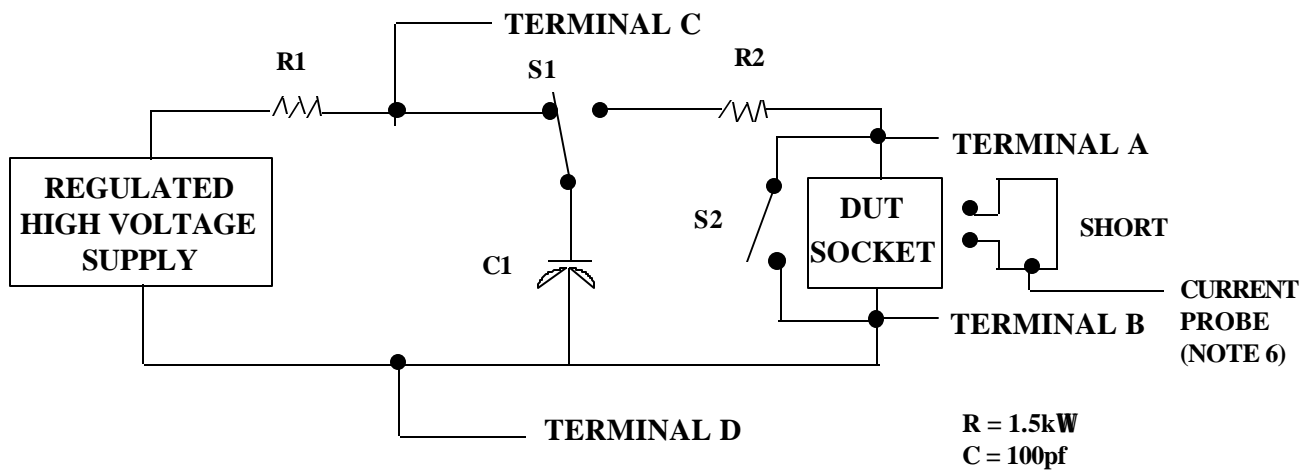 TERMINAL C
R1
S1
R2
TERMINAL A
REGULATED
HIGH VOLTAGE
SUPPLY
DUT
SOCKET
S2
SHORT
C1
CURRENT
PROBE
(NOTE 6)
TERMINAL B
TERMINAL D
R = 1.5kW
C = 100pf